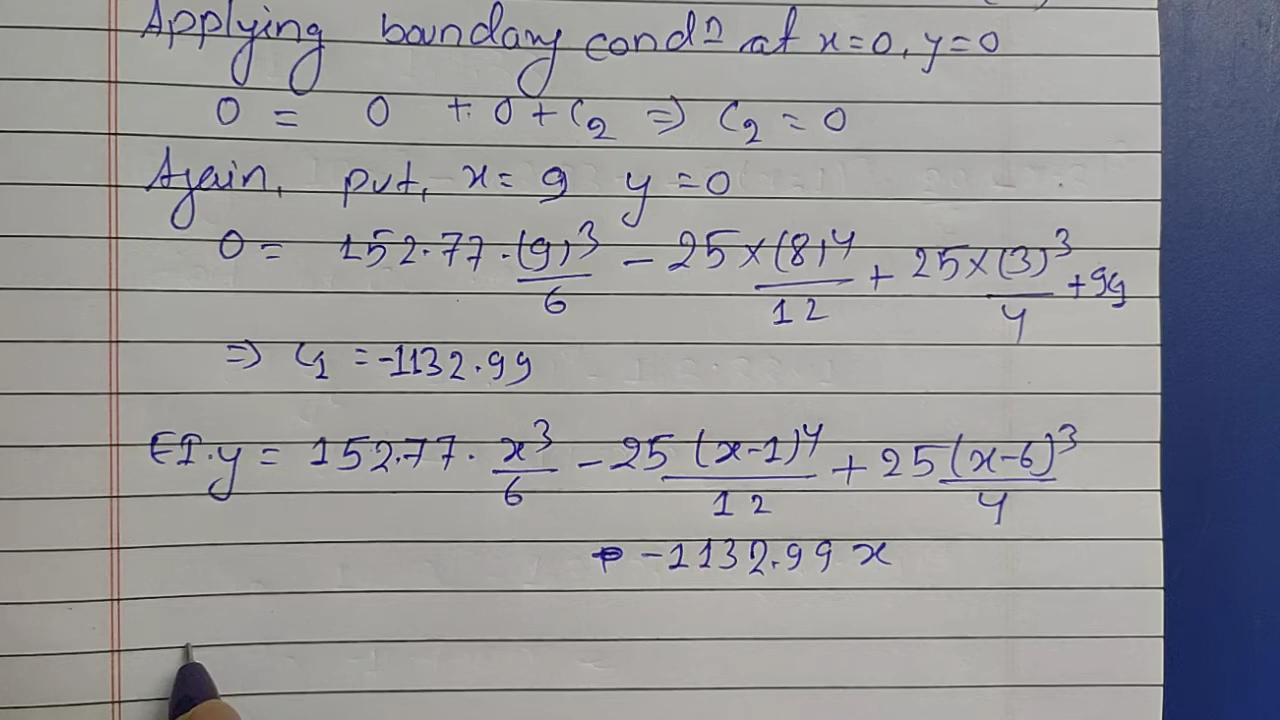 Applying boundary condn at x=0, y=0
0 = 0 + 0 + C2 ⇒ C2 = 0
Again, put, x = 9 y = 0
0 = 152.77 · (9)^3/6 − 25×(8)^4/12 + 25×(3)^3/4 + 9C1
⇒ C1 = -1132.99
EI·y = 152.77 · x^3/6 − 25(x-1)^4/12 + 25(x-6)^3/4
-1132.99 x